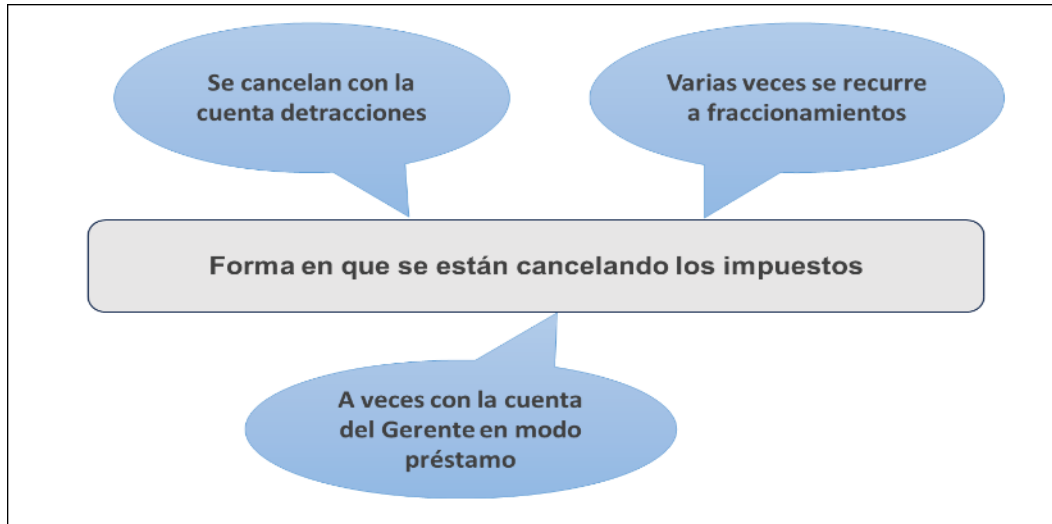 Se cancelan con la
cuenta detracciones
Varias veces se recurre
a fraccionamientos
Forma en que se están cancelando los impuestos
A veces con la cuenta
del Gerente en modo
préstamo